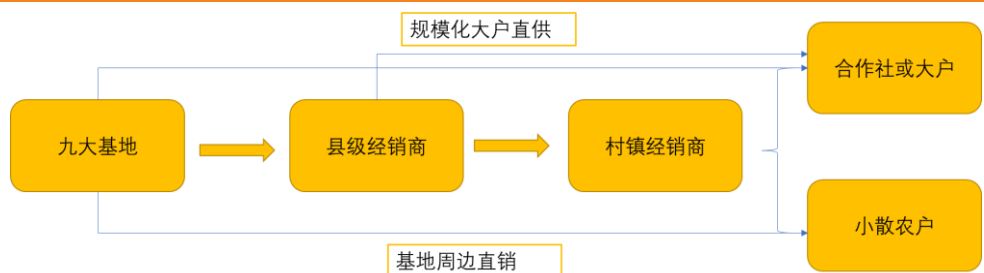 规模化大户直供
合作社或大户
九大基地
县级经销商
村镇经销商
小散农户
基地周边直销